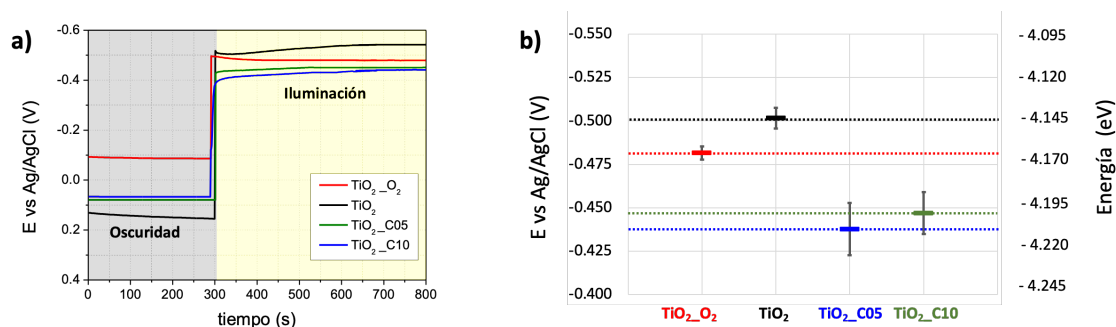 a)
-0.6
-0.4
-0.2
0.0
0.2
0.4
E vs Ag/AgCl (V)
0 100 200 300 400 500 600 700 800
tiempo (s)
Oscuridad
Iluminación
TiO₂_O₂
TiO₂
TiO₂_C05
TiO₂_C10
b)
-0.550
-0.525
-0.500
-0.475
-0.450
-0.425
-0.400
E vs Ag/AgCl (V)
- 4.095
- 4.120
- 4.145
- 4.170
- 4.195
- 4.220
- 4.245
Energía (eV)
TiO₂_O₂ TiO₂ TiO₂_C05 TiO₂_C10